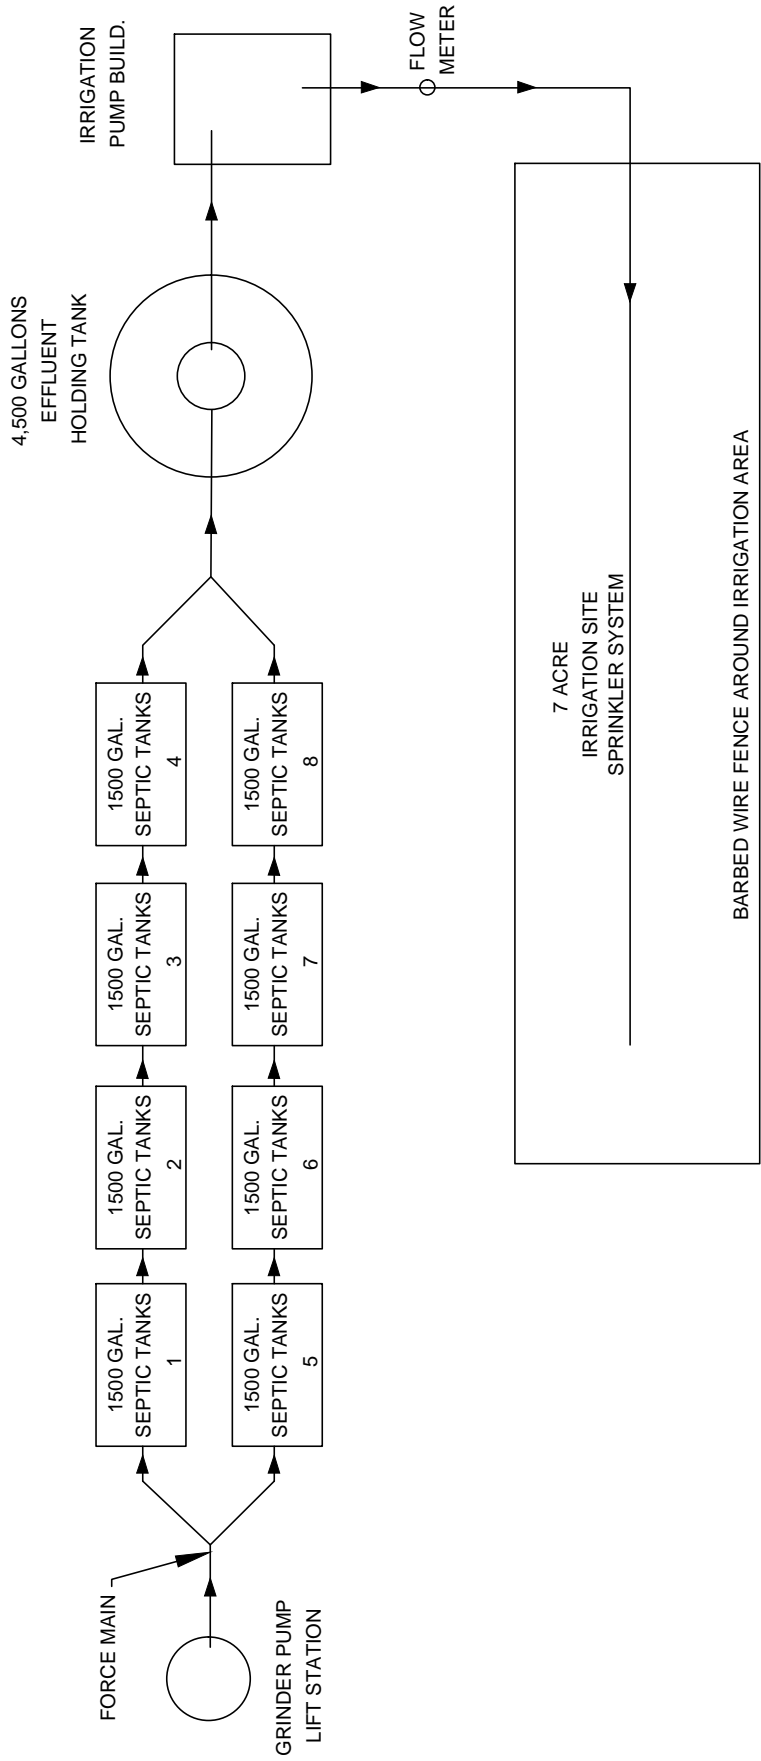 GRINDER PUMP
LIFT STATION
FORCE MAIN
1500 GAL.
SEPTIC TANKS
1
1500 GAL.
SEPTIC TANKS
2
1500 GAL.
SEPTIC TANKS
3
1500 GAL.
SEPTIC TANKS
4
1500 GAL.
SEPTIC TANKS
5
1500 GAL.
SEPTIC TANKS
6
1500 GAL.
SEPTIC TANKS
7
1500 GAL.
SEPTIC TANKS
8
4,500 GALLONS
EFFLUENT
HOLDING TANK
IRRIGATION
PUMP BUILD.
FLOW
METER
7 ACRE
IRRIGATION SITE
SPRINKLER SYSTEM
BARBED WIRE FENCE AROUND IRRIGATION AREA